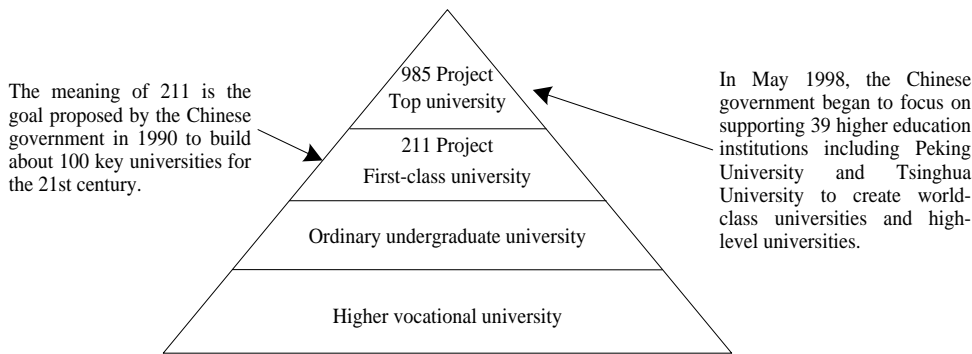 The meaning of 211 is the
goal proposed by the Chinese
government in 1990 to build
about 100 key universities for
the 21st century.
985 Project
Top university
211 Project
First-class university
Ordinary undergraduate university
Higher vocational university
In May 1998, the Chinese
government began to focus on
supporting 39 higher education
institutions including Peking
University and Tsinghua
University to create world-
class universities and high-
level universities.